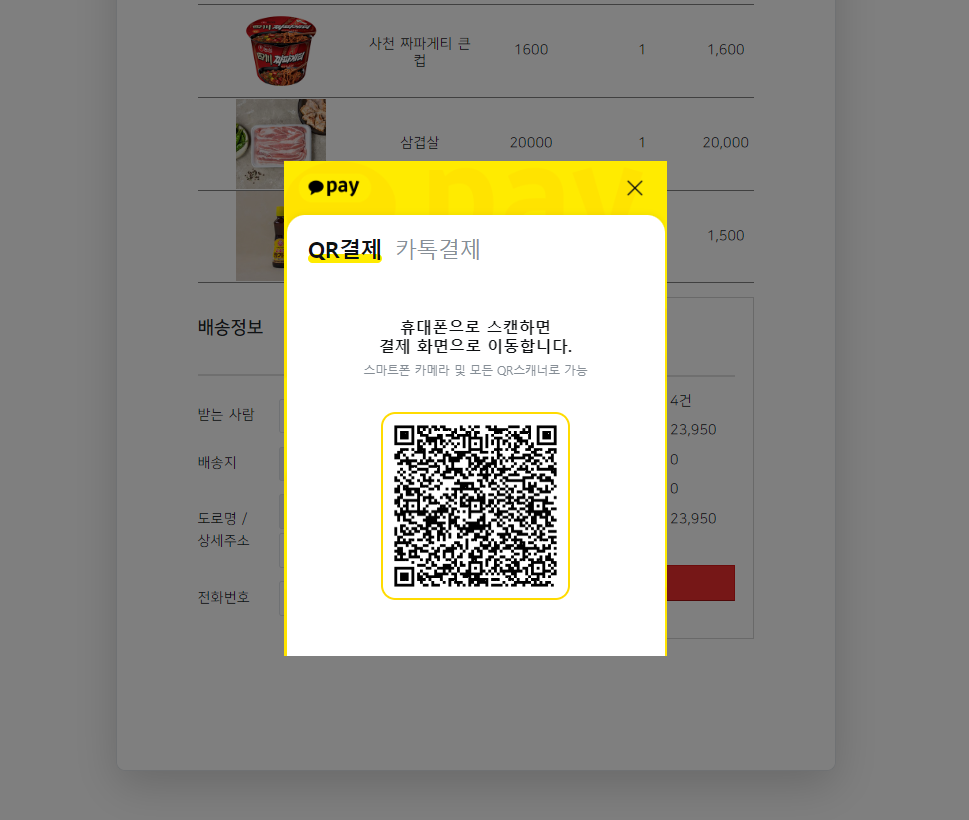 사천 짜파게티 큰
컵
1600
1
1,600
삼겹살
20000
1
20,000
1,500
pay
QR결제 카톡결제
휴대폰으로 스캔하면
결제 화면으로 이동합니다.
스마트폰 카메라 및 모든 QR스캐너로 가능
배송정보
받는 사람
배송지
도로명 /
상세주소
전화번호
4건
23,950
0
0
23,950